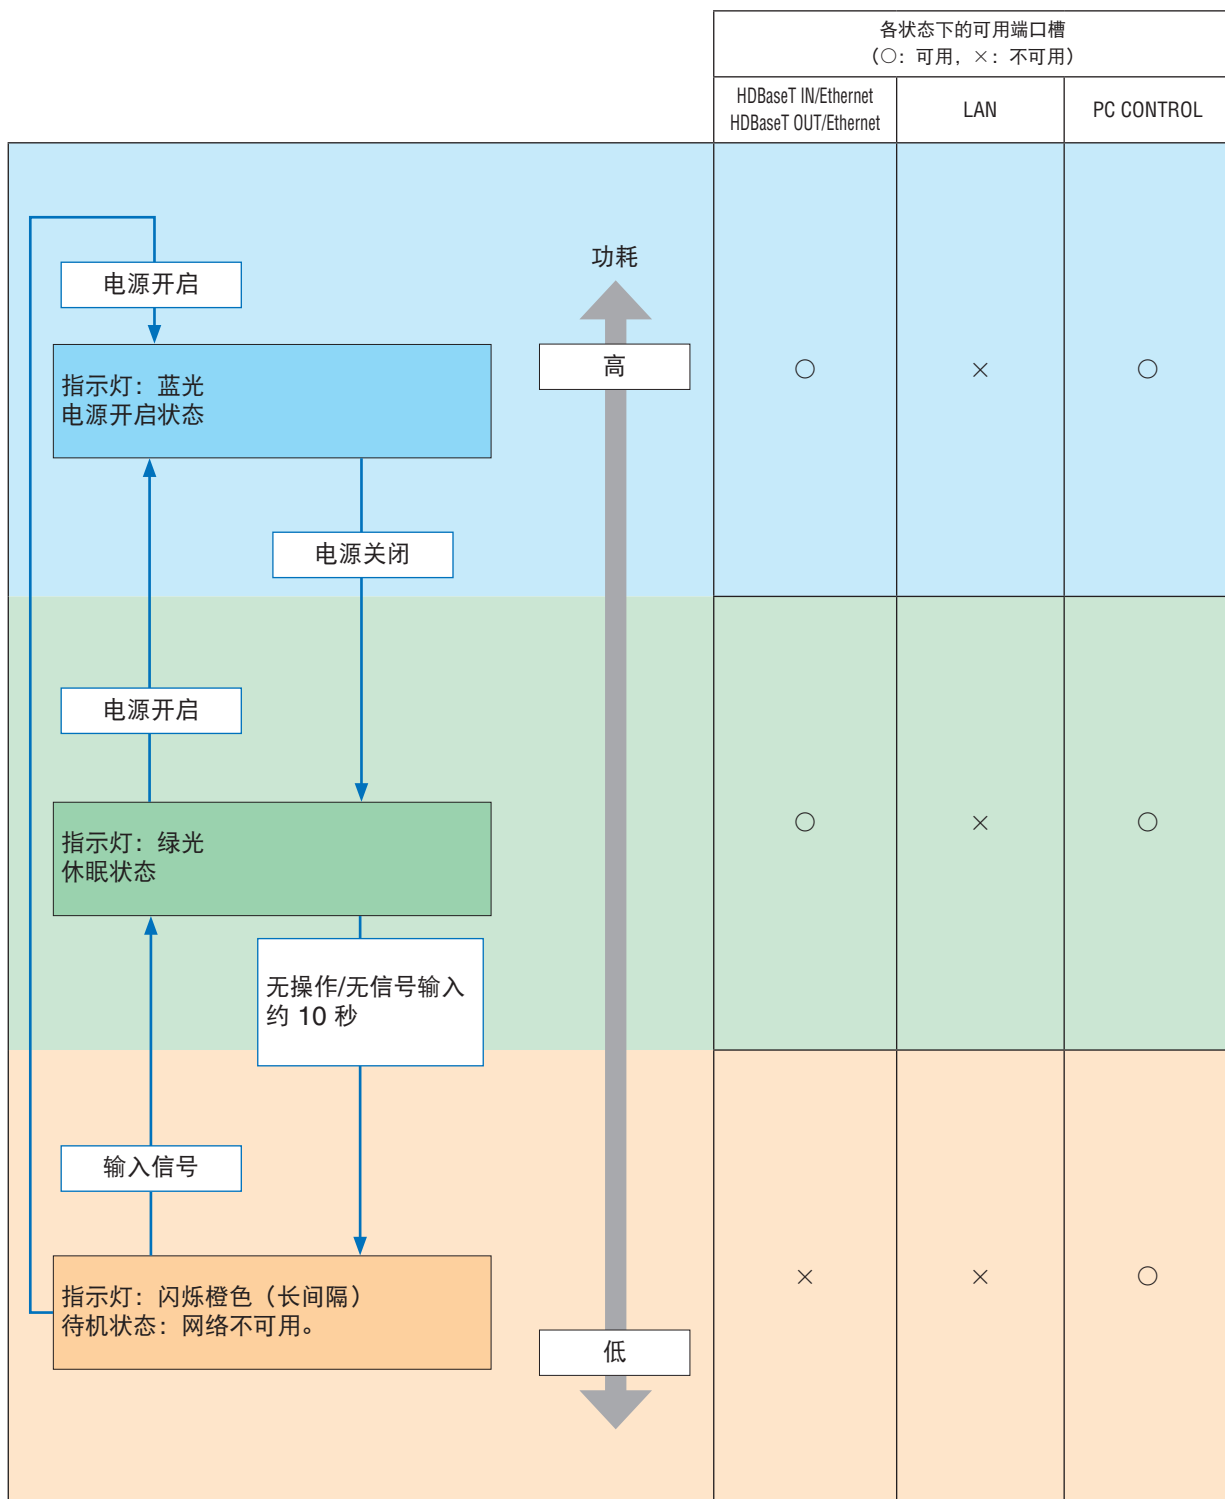 各状态下的可用端口槽
（○：可用，×：不可用）
HDBaseT IN/Ethernet
HDBaseT OUT/Ethernet
LAN
PC CONTROL
电源开启
功耗
高
指示灯：蓝光
电源开启状态
○
×
○
电源关闭
电源开启
指示灯：绿光
休眠状态
○
×
○
无操作/无信号输入
约 10 秒
输入信号
指示灯：闪烁橙色（长间隔）
待机状态：网络不可用。
×
×
○
低